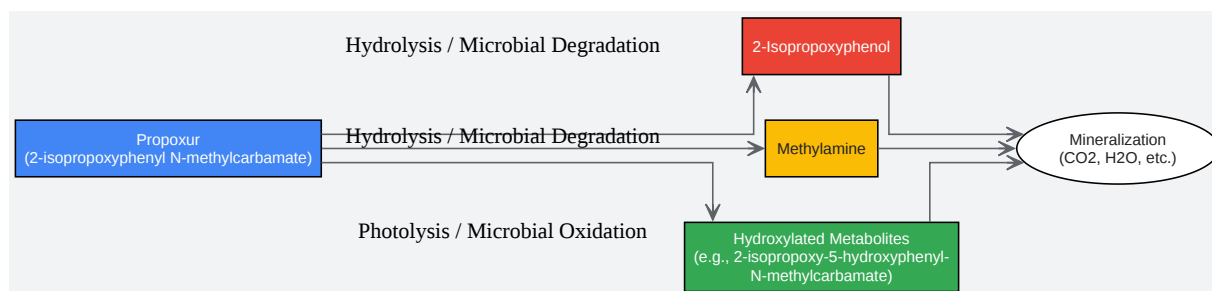 Hydrolysis / Microbial Degradation
2-Isopropoxyphenol
Propoxur
(2-isopropoxyphenyl N-methylcarbamate)
Hydrolysis / Microbial Degradation
Methylamine
Mineralization
(CO2, H2O, etc.)
Photolysis / Microbial Oxidation
Hydroxylated Metabolites
(e.g., 2-isopropoxy-5-hydroxyphenyl-
N-methylcarbamate)